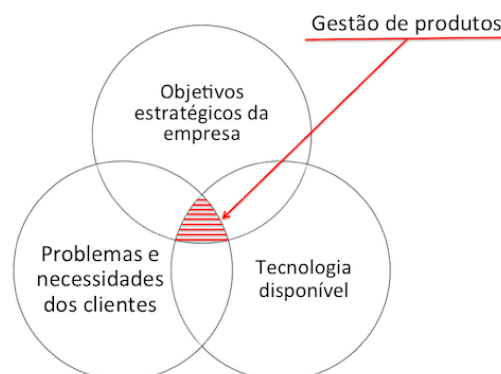 Gestão de produtos
Objetivos
estratégicos da
empresa
Problemas e
necessidades
dos clientes
Tecnologia
disponível